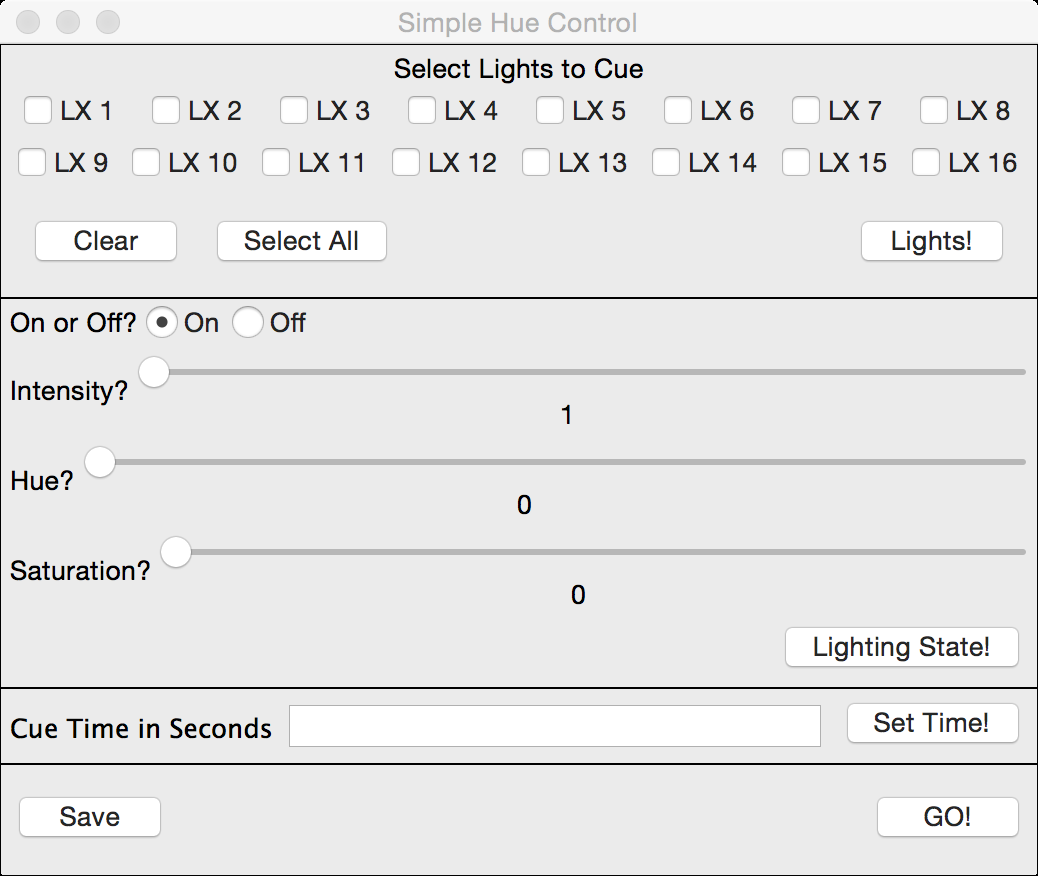 Simple Hue Control
Select Lights to Cue
LX 1 LX 2 LX 3 LX 4 LX 5 LX 6 LX 7 LX 8
LX 9 LX 10 LX 11 LX 12 LX 13 LX 14 LX 15 LX 16
Clear Select All Lights!
On or Off? On Off
Intensity?
1
Hue?
0
Saturation?
0
Lighting State!
Cue Time in Seconds Set Time!
Save GO!